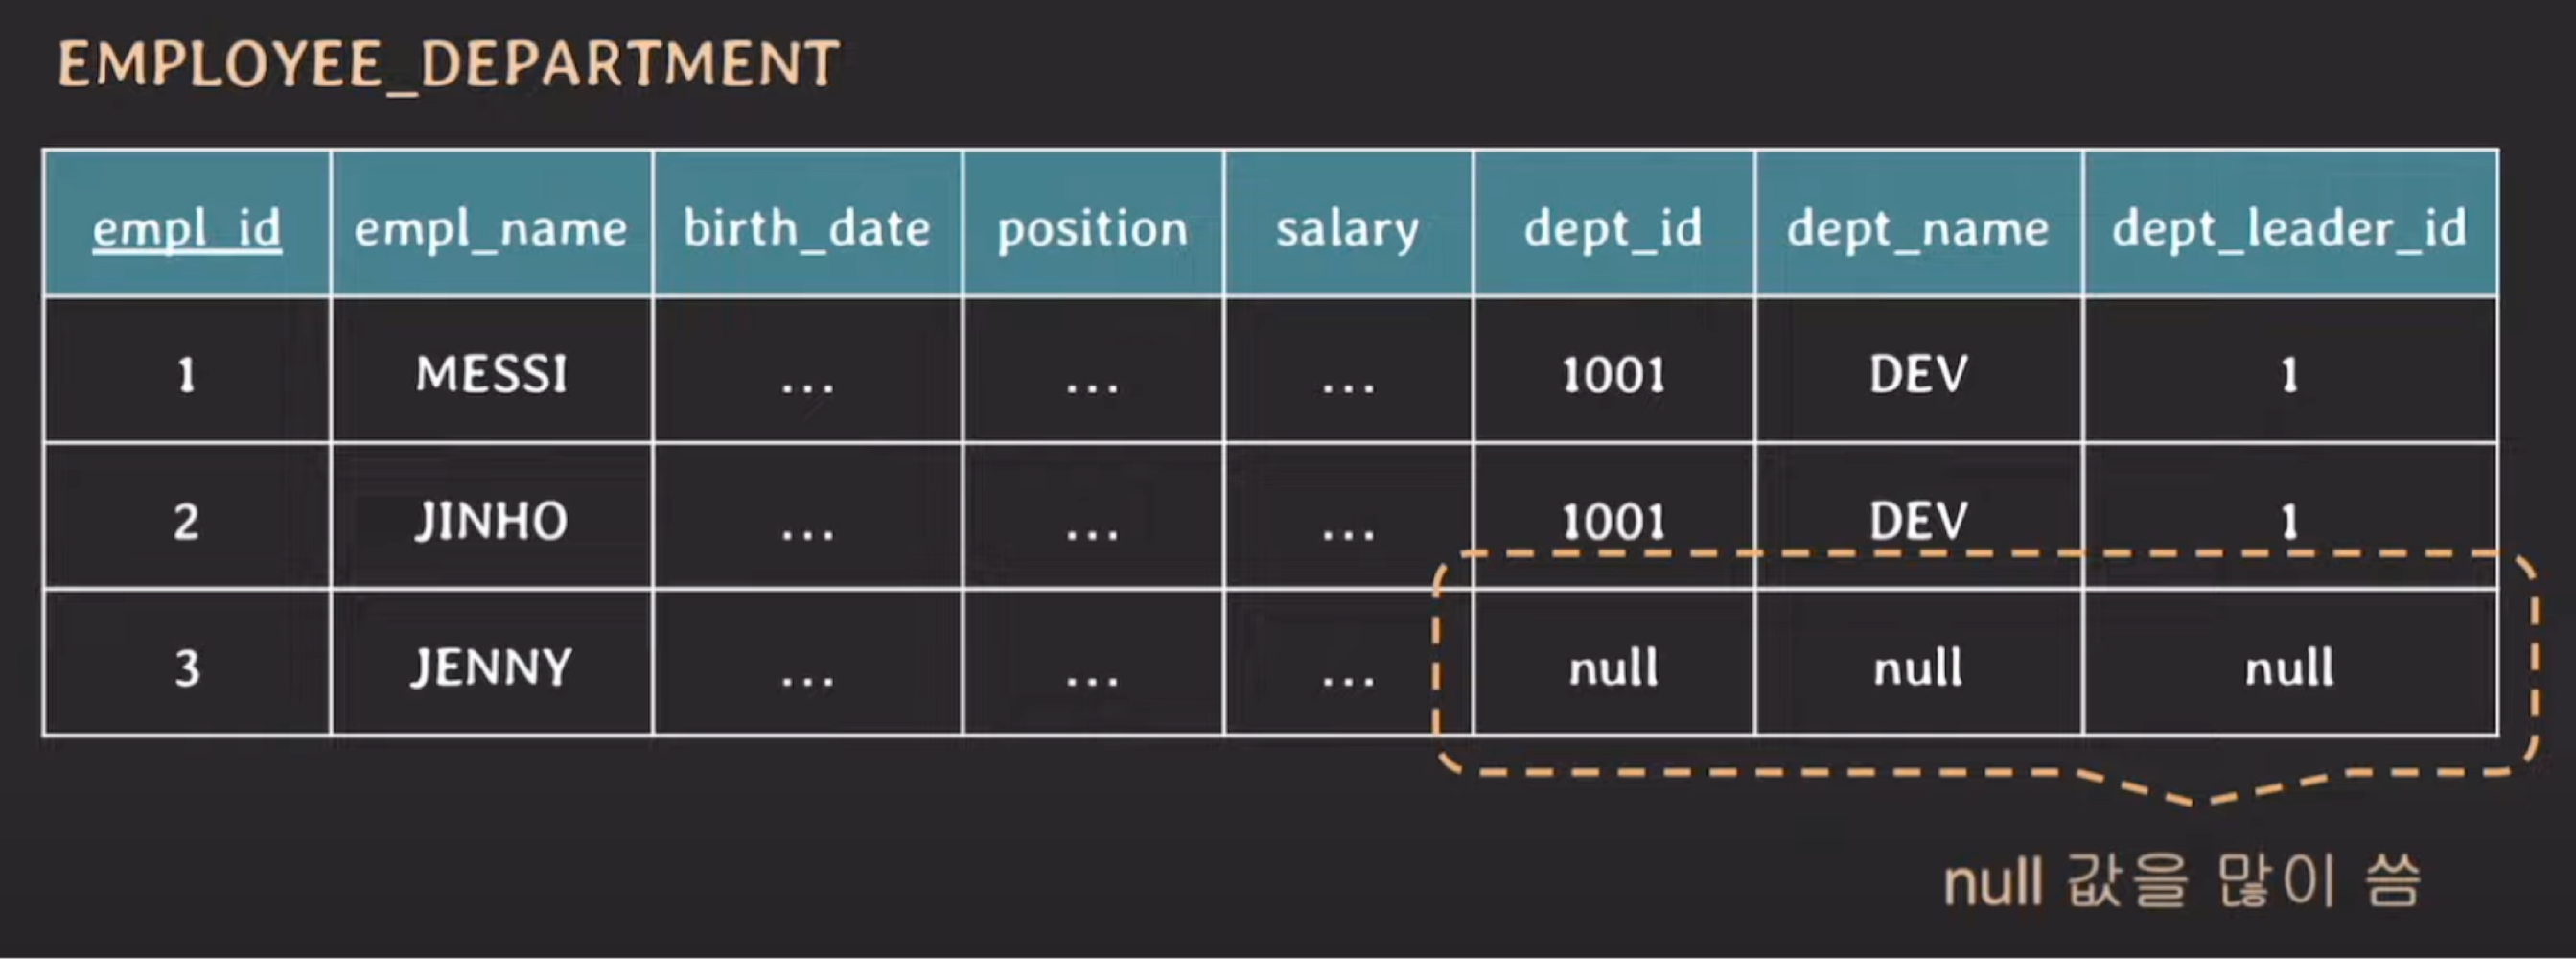 EMPLOYEE_DEPARTMENT
empl_id empl_name birth_date position salary dept_id dept_name dept_leader_id
1 MESSI ... ... ... 1001 DEV 1
2 JINHO ... ... ... 1001 DEV 1
3 JENNY ... ... ... null null null
null 값을 많이 씀